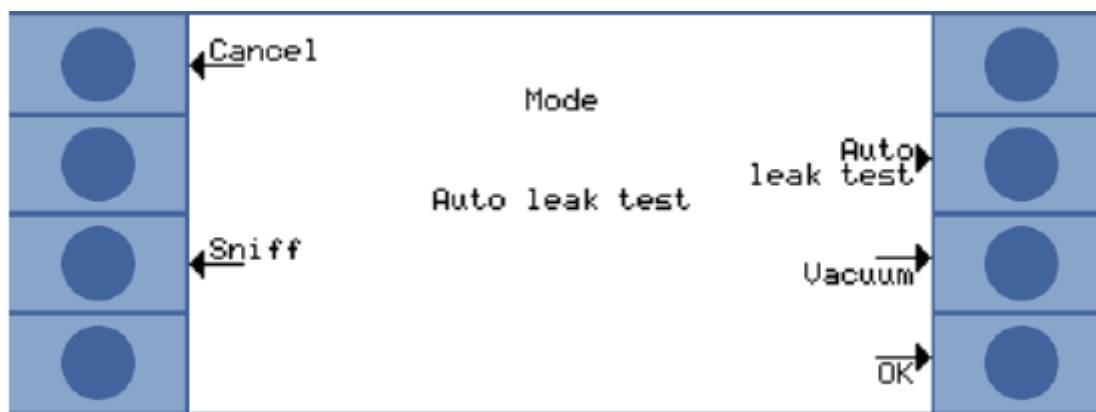 Cancel
Mode
Auto
leak test
Auto leak test
Sniff
Vacuum
OK